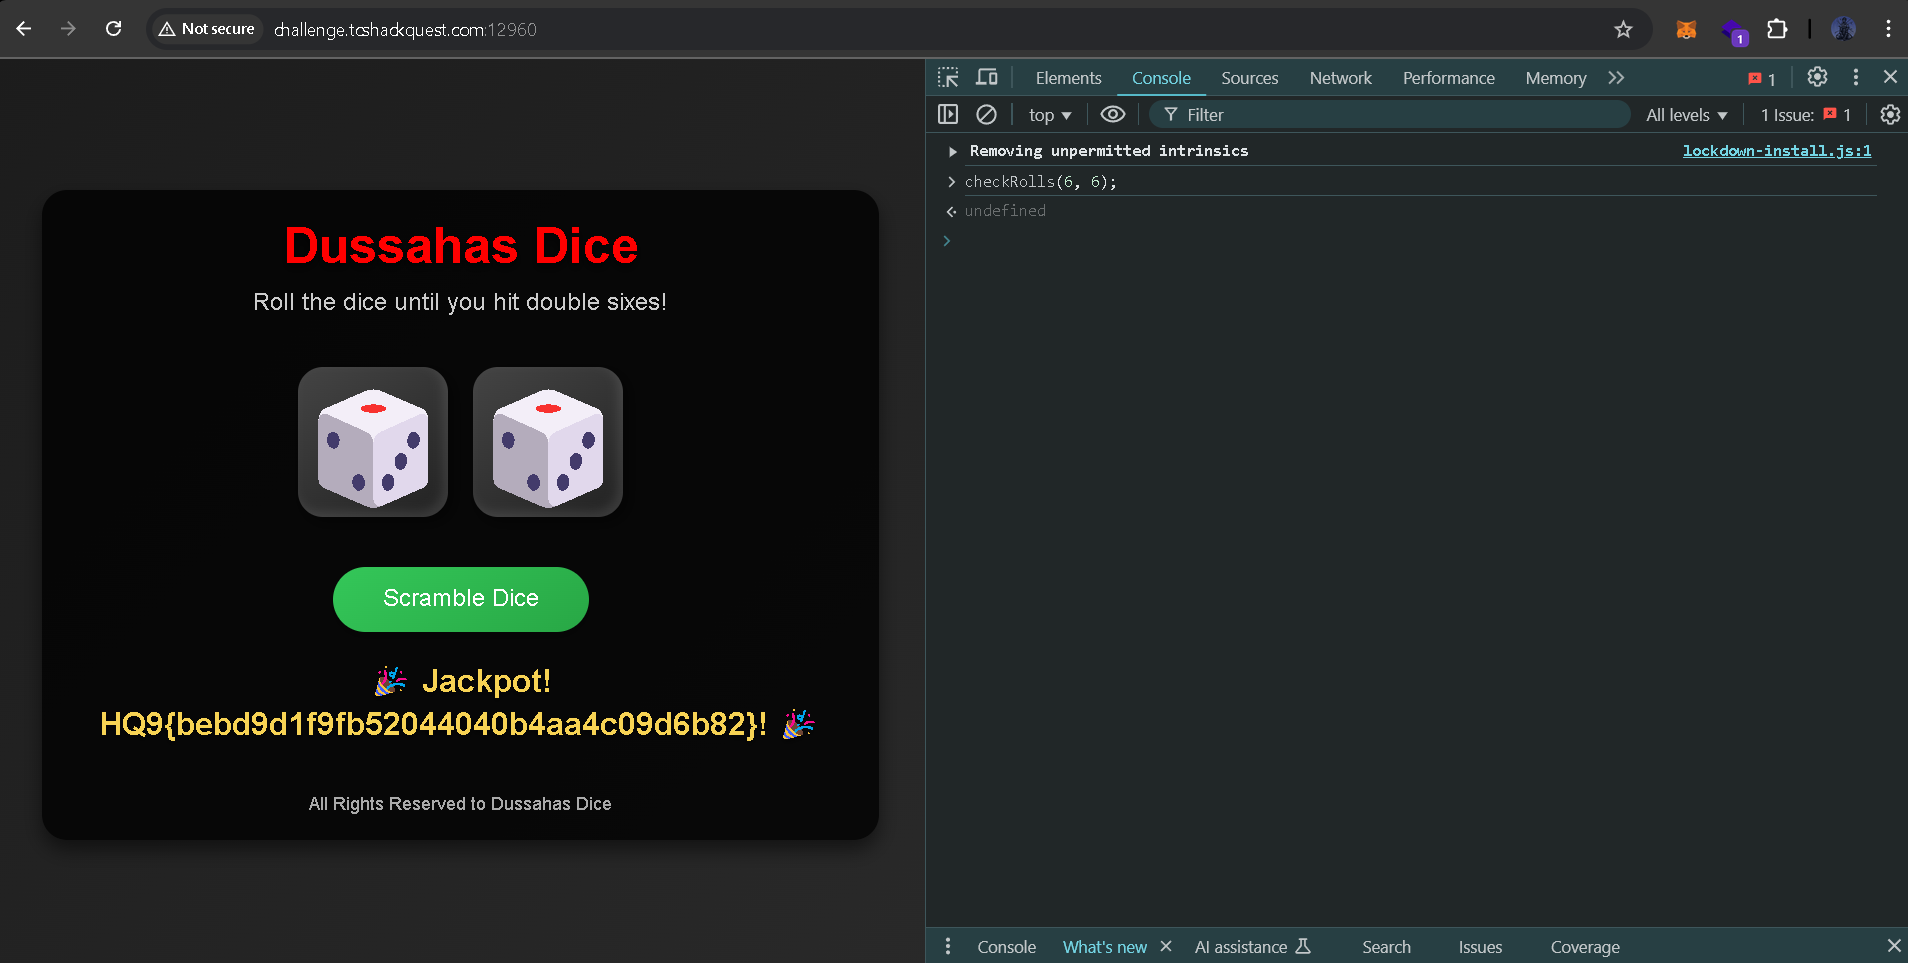 Not secure challenge.tcshackquest.com:12960
1
Dussahas Dice
Roll the dice until you hit double sixes!
Scramble Dice
🎉 Jackpot!
HQ9{bebd9d1f9fb52044040b4aa4c09d6b82}! 🎉
All Rights Reserved to Dussahas Dice
Elements Console Sources Network Performance Memory 1
top Filter All levels 1 Issue: 1
Removing unpermitted intrinsics lockdown-install.js:1
checkRolls(6, 6);
undefined
Console What's new AI assistance Search Issues Coverage